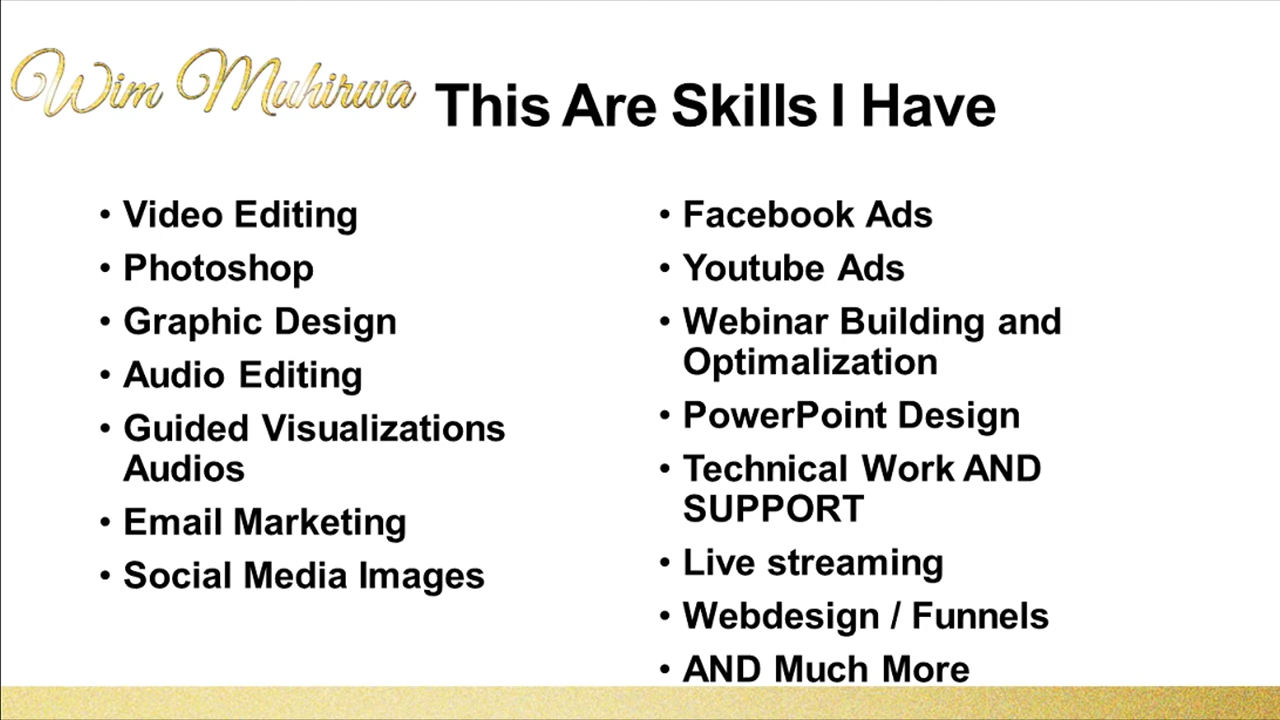 Wim Muhirwa
This Are Skills I Have
• Video Editing
• Photoshop
• Graphic Design
• Audio Editing
• Guided Visualizations
Audios
• Email Marketing
• Social Media Images
• Facebook Ads
• Youtube Ads
• Webinar Building and
Optimalization
• PowerPoint Design
• Technical Work AND
SUPPORT
• Live streaming
• Webdesign / Funnels
• AND Much More